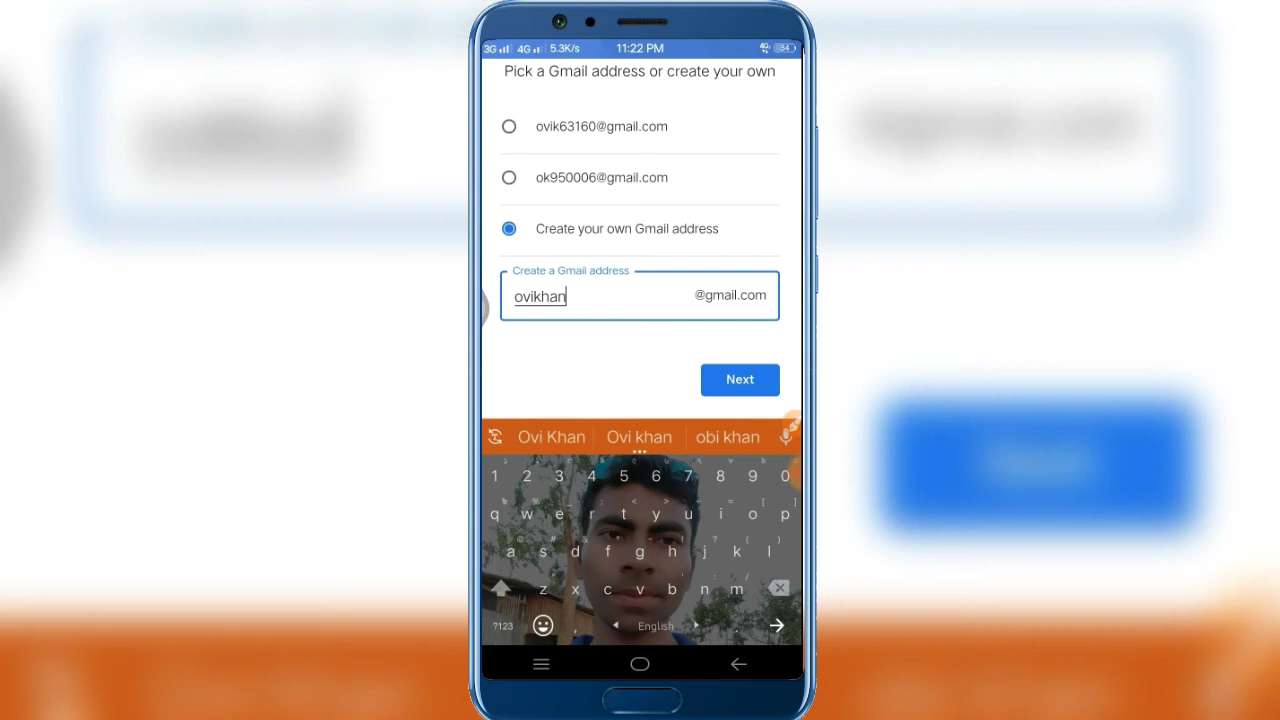 3G 4G 5.3K/s 11:22 PM 4G 34
Pick a Gmail address or create your own
ovik63160@gmail.com
ok950006@gmail.com
Create your own Gmail address
Create a Gmail address
ovikhan @gmail.com
Next
Ovi Khan Ovi khan obi khan
1 2 3 4 5 6 7 8 9 0
q w e r t y u i o p
a s d f g h j k l
z x c v b n m
?123 , English .